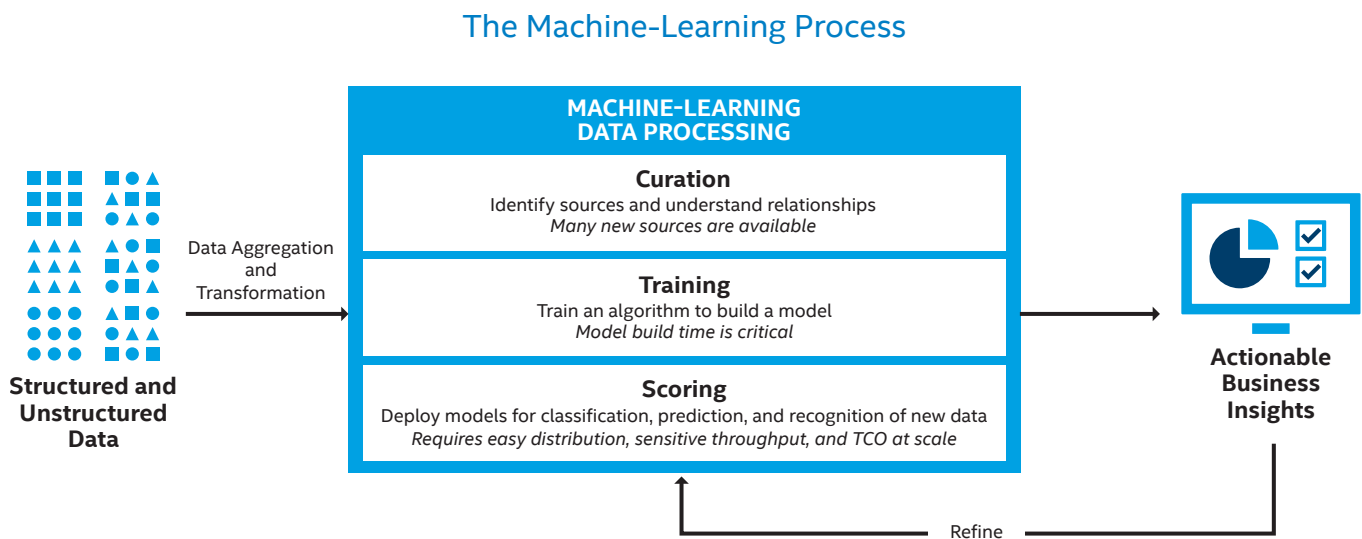 The Machine-Learning Process
MACHINE-LEARNING
DATA PROCESSING
Curation
Identify sources and understand relationships
Many new sources are available
Data Aggregation
and
Transformation
Training
Train an algorithm to build a model
Model build time is critical
Scoring
Deploy models for classification, prediction, and recognition of new data
Requires easy distribution, sensitive throughput, and TCO at scale
Structured and
Unstructured
Data
Actionable
Business
Insights
Refine